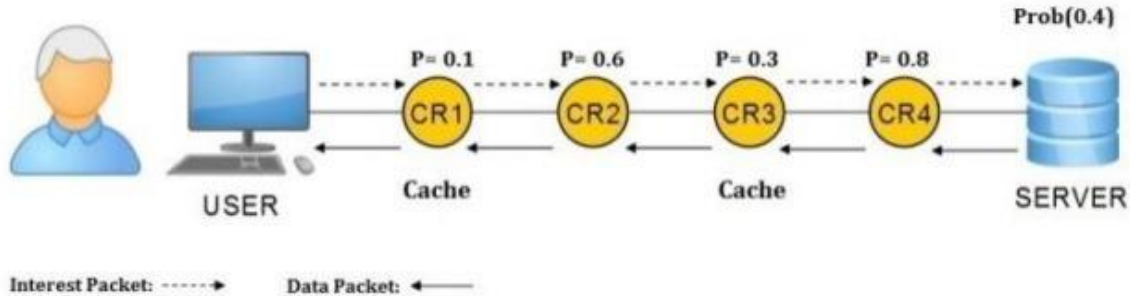 Prob(0.4)
P= 0.1 P= 0.6 P= 0.3 P= 0.8
CR1 CR2 CR3 CR4
Cache Cache
USER SERVER
Interest Packet: Data Packet: